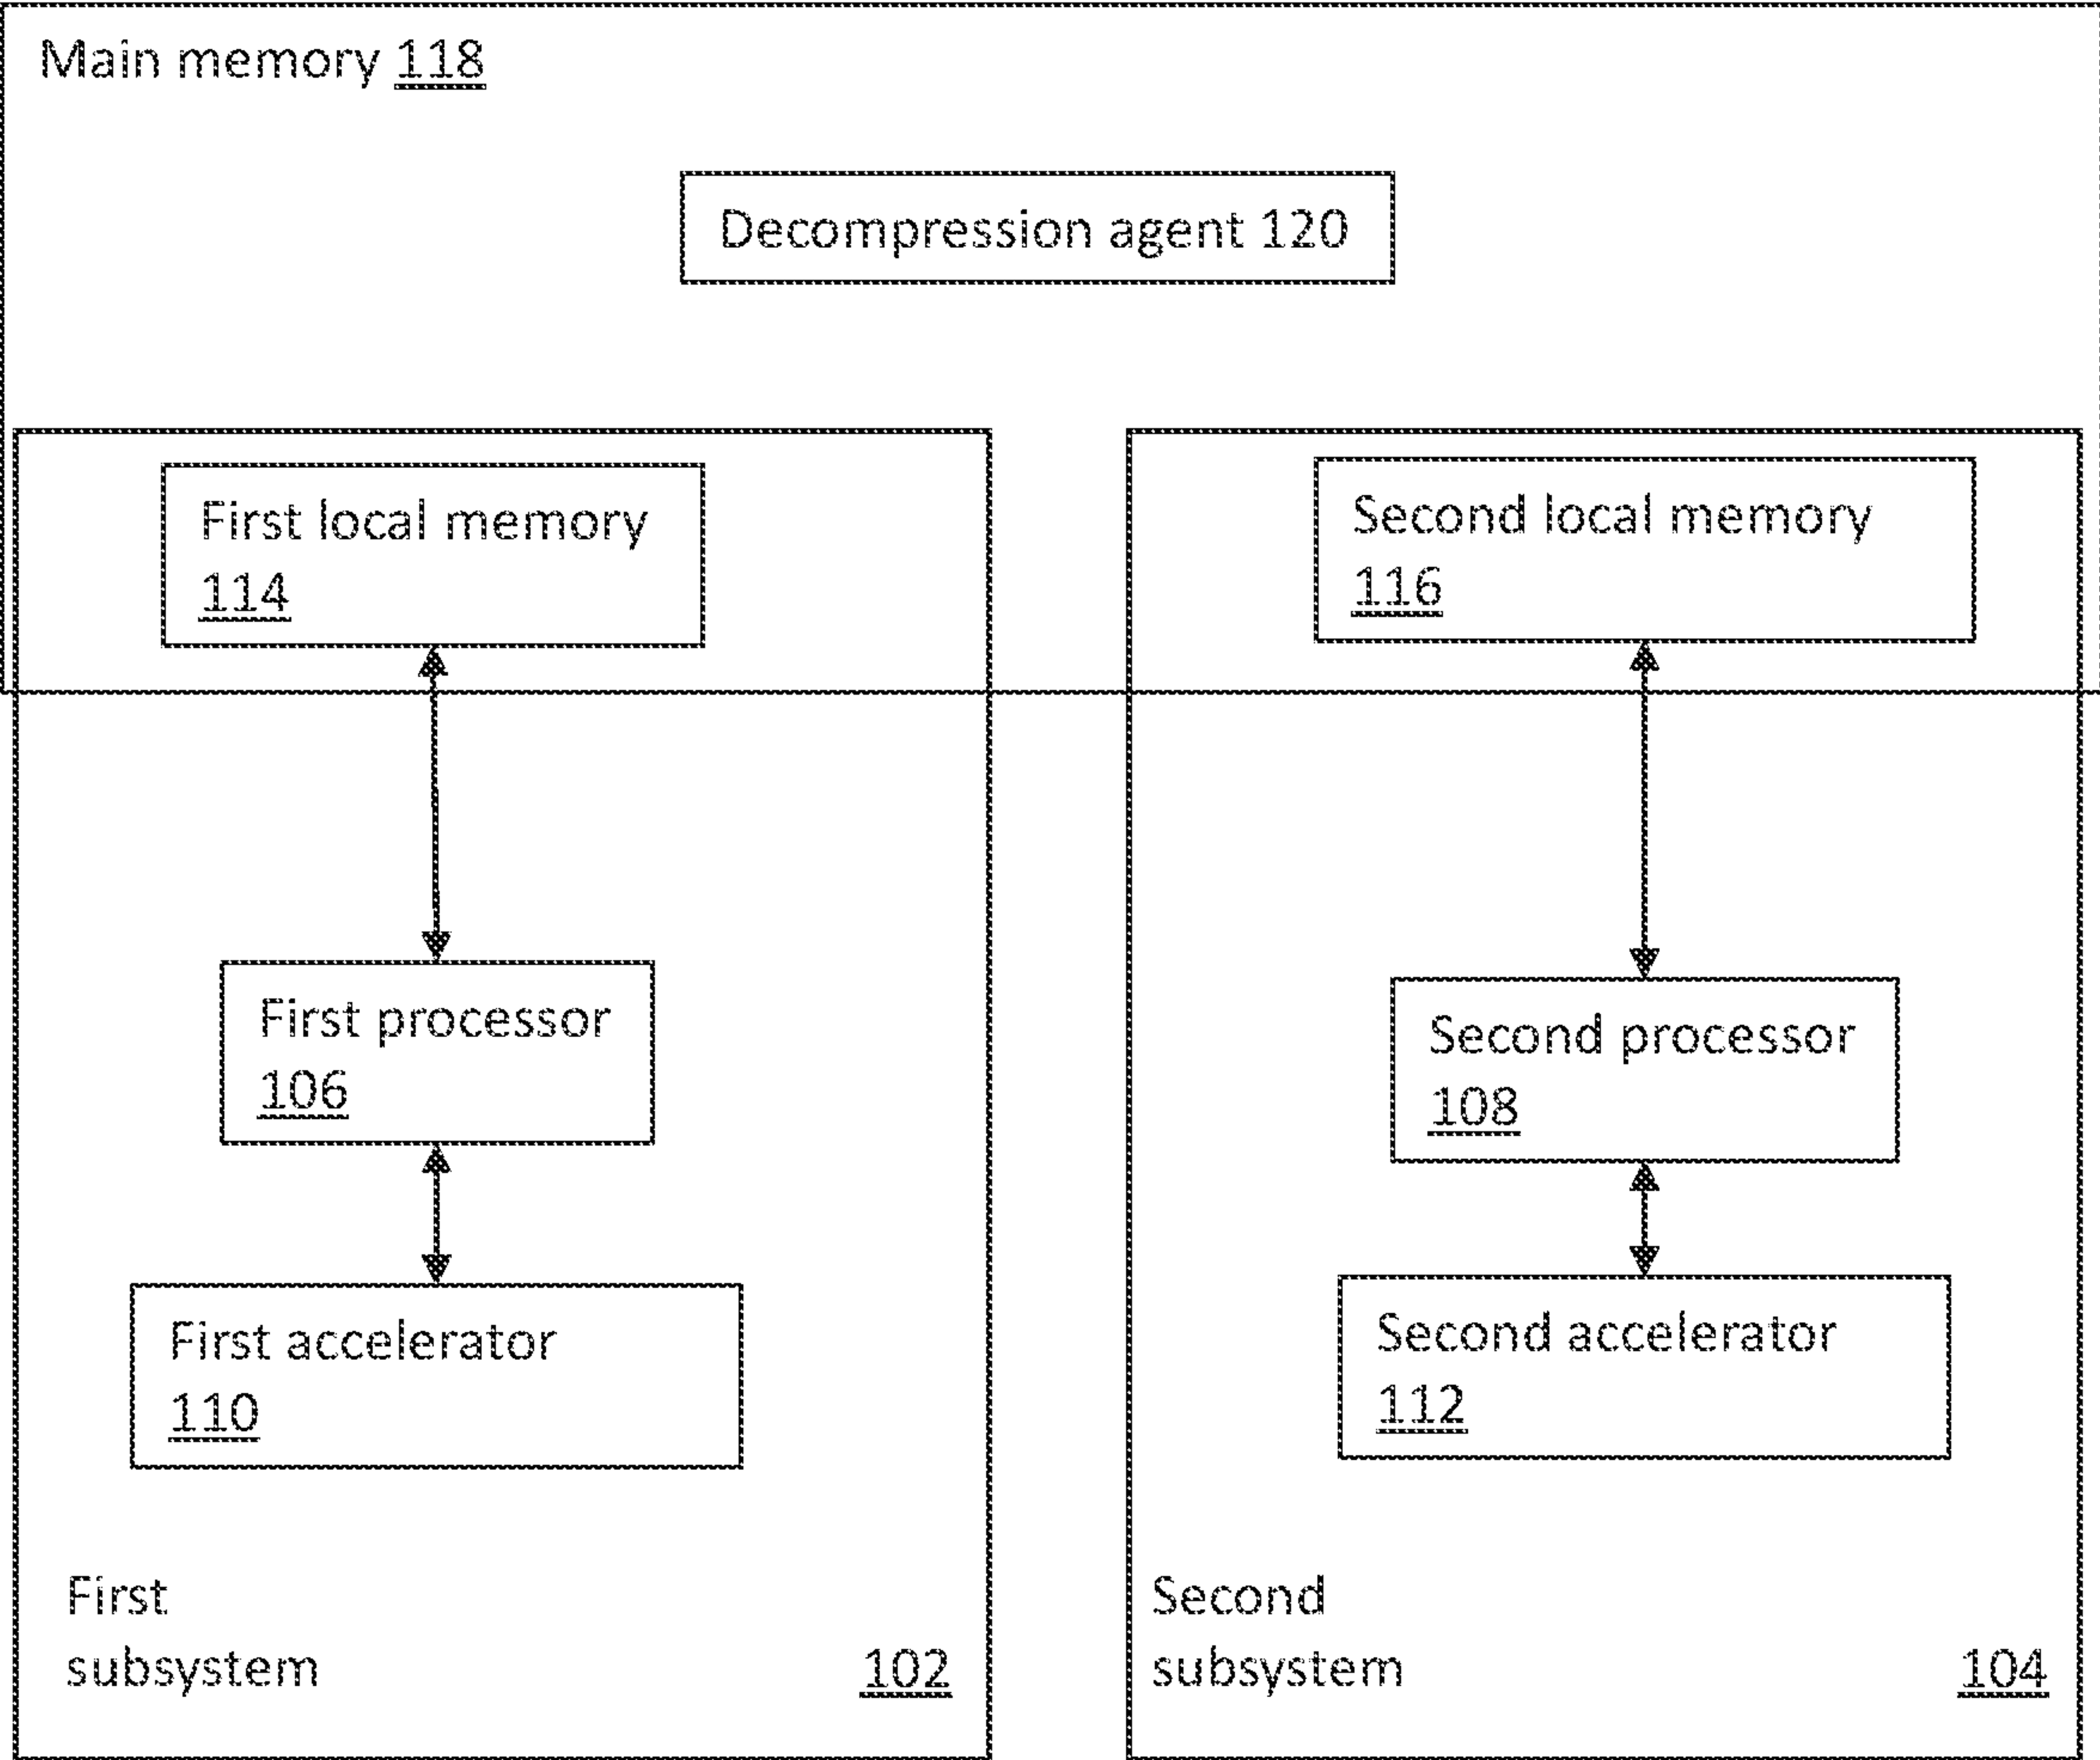 Main memory 118
Decompression agent 120
First local memory
114
Second local memory
116
First processor
106
Second processor
108
First accelerator
110
Second accelerator
112
First
subsystem 102
Second
subsystem 104